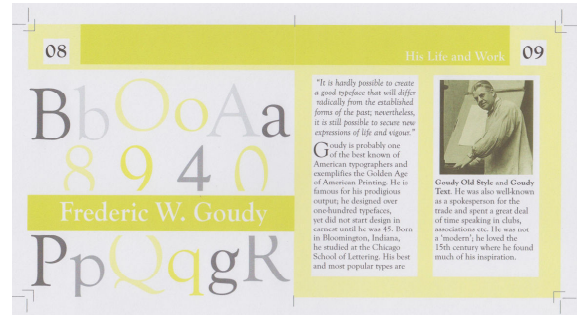 08
His Life and Work
09
BbOoAa
8940
Frederic W. Goudy
PpQqgR
"It is hardly possible to create
a good typeface that will differ
radically from the established
forms of the past; nevertheless,
it is still possible to secure new
expressions of life and vigour."
Goudy is probably one
of the best known of
American typographers and
exemplifies the Golden Age
of American Printing. He is
famous for his prodigious
output; he designed over
one-hundred typefaces,
yet did not start design in
earnest until he was 45. Born
in Bloomington, Indiana,
he studied at the Chicago
School of Lettering. His best
and most popular types are
Goudy Old Style and Goudy
Text. He was also well-known
as a spokesperson for the
trade and spent a great deal
of time speaking in clubs,
associations etc. He was not
a 'modern'; he loved the
15th century where he found
much of his inspiration.